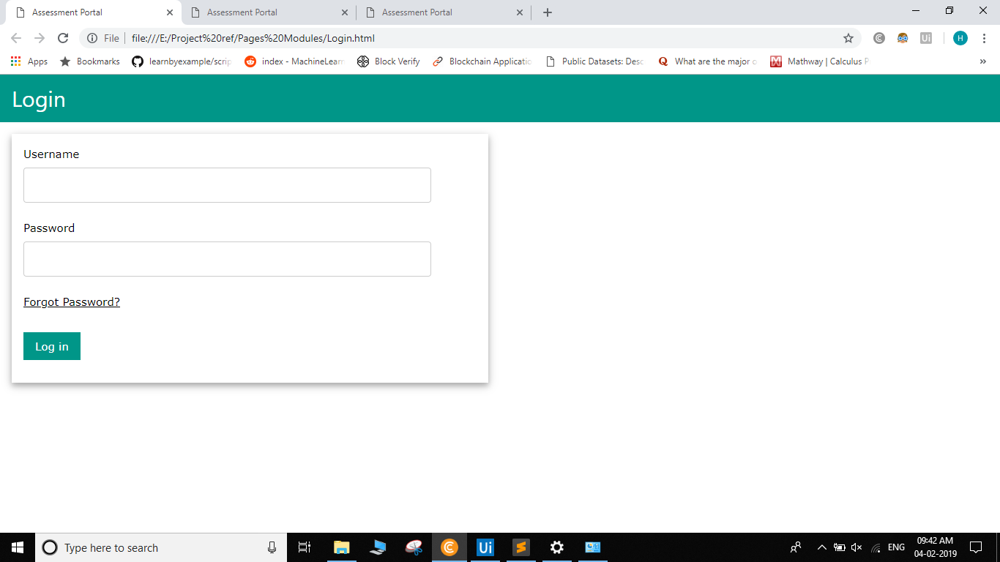 Assessment Portal
Assessment Portal
Assessment Portal
File file:///E:/Project%20ref/Pages%20Modules/Login.html
H
Apps Bookmarks learnbyexample/scrip index - MachineLearn Block Verify Blockchain Applicatio Public Datasets: Desc What are the major o Mathway | Calculus P
Login
Username
Password
Forgot Password?
Log in
Type here to search
Ui
ENG
09:42 AM
04-02-2019